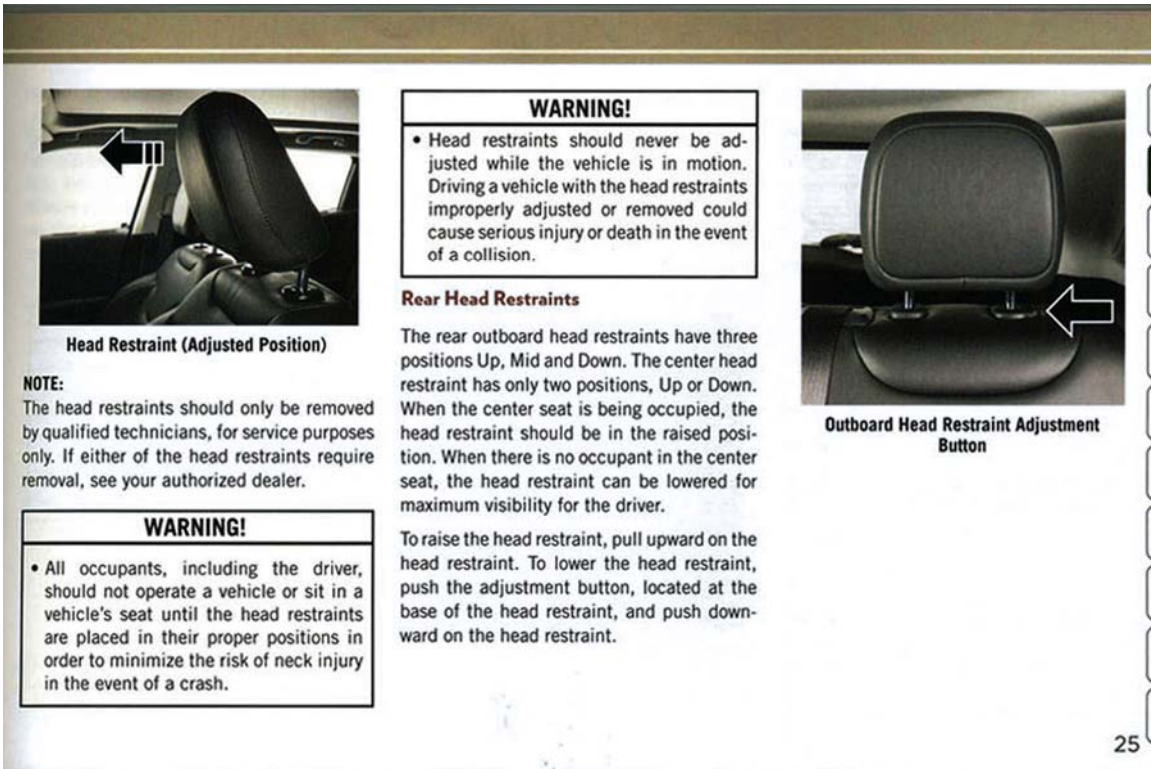 Head Restraint (Adjusted Position)
NOTE:
The head restraints should only be removed
by qualified technicians, for service purposes
only. If either of the head restraints require
removal, see your authorized dealer.
WARNING!
• All occupants, including the driver,
should not operate a vehicle or sit in a
vehicle's seat until the head restraints
are placed in their proper positions in
order to minimize the risk of neck injury
in the event of a crash.
WARNING!
• Head restraints should never be ad-
justed while the vehicle is in motion.
Driving a vehicle with the head restraints
improperly adjusted or removed could
cause serious injury or death in the event
of a collision.
Rear Head Restraints
The rear outboard head restraints have three
positions Up, Mid and Down. The center head
restraint has only two positions, Up or Down.
When the center seat is being occupied, the
head restraint should be in the raised posi-
tion. When there is no occupant in the center
seat, the head restraint can be lowered for
maximum visibility for the driver.
To raise the head restraint, pull upward on the
head restraint. To lower the head restraint,
push the adjustment button, located at the
base of the head restraint, and push down-
ward on the head restraint.
Outboard Head Restraint Adjustment
Button
25